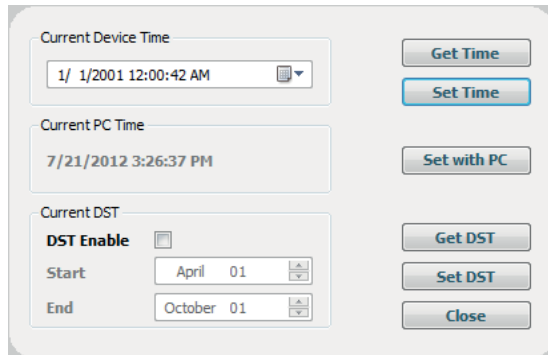 Current Device Time
1/ 1/2001 12:00:42 AM
Get Time
Set Time
Current PC Time
7/21/2012 3:26:37 PM
Set with PC
Current DST
DST Enable
Get DST
Start April 01
Set DST
End October 01
Close